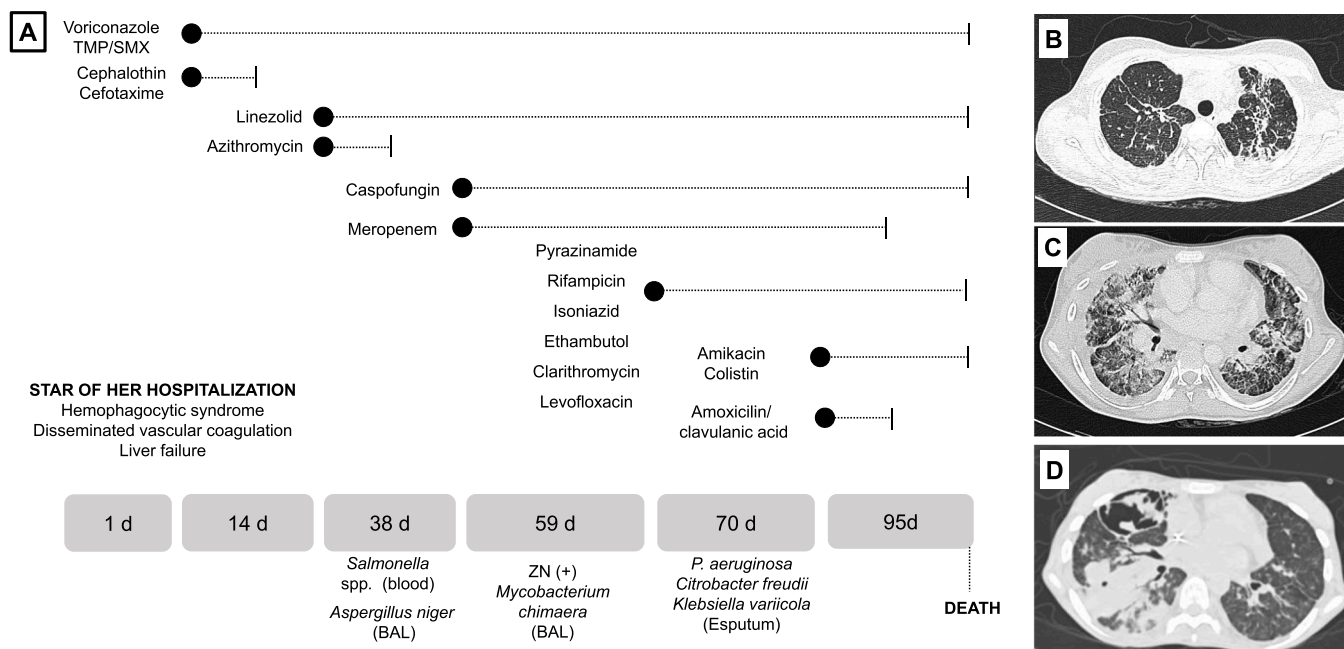 A
Voriconazole
TMP/SMX
Cephalothin
Cefotaxime
Linezolid
Azithromycin
Caspofungin
Meropenem
Pyrazinamide
Rifampicin
Isoniazid
Ethambutol
Clarithromycin
Levofloxacin
Amikacin
Colistin
Amoxicilin/
clavulanic acid
STAR OF HER HOSPITALIZATION
Hemophagocytic syndrome
Disseminated vascular coagulation
Liver failure
1 d
14 d
38 d
59 d
70 d
95d
Salmonella
spp. (blood)
Aspergillus niger
(BAL)
ZN (+)
Mycobacterium
chimaera
(BAL)
P. aeruginosa
Citrobacter freudii
Klebsiella variicola
(Esputum)
DEATH
B
C
D